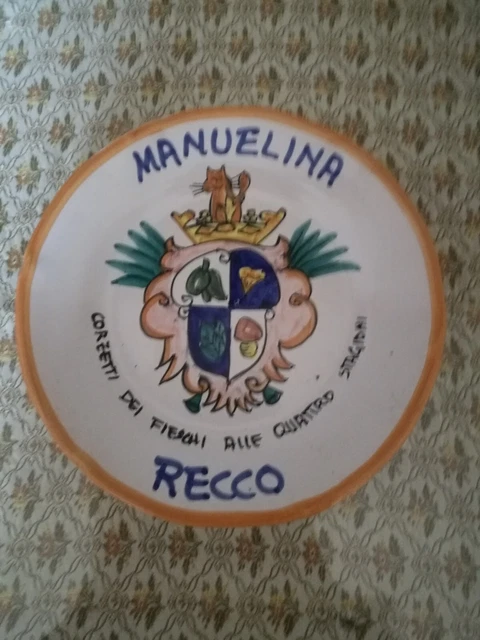 MANUELINA
CORZETTI DEI FIESCHI ALLE QUATTRO STAGIONI
RECCO